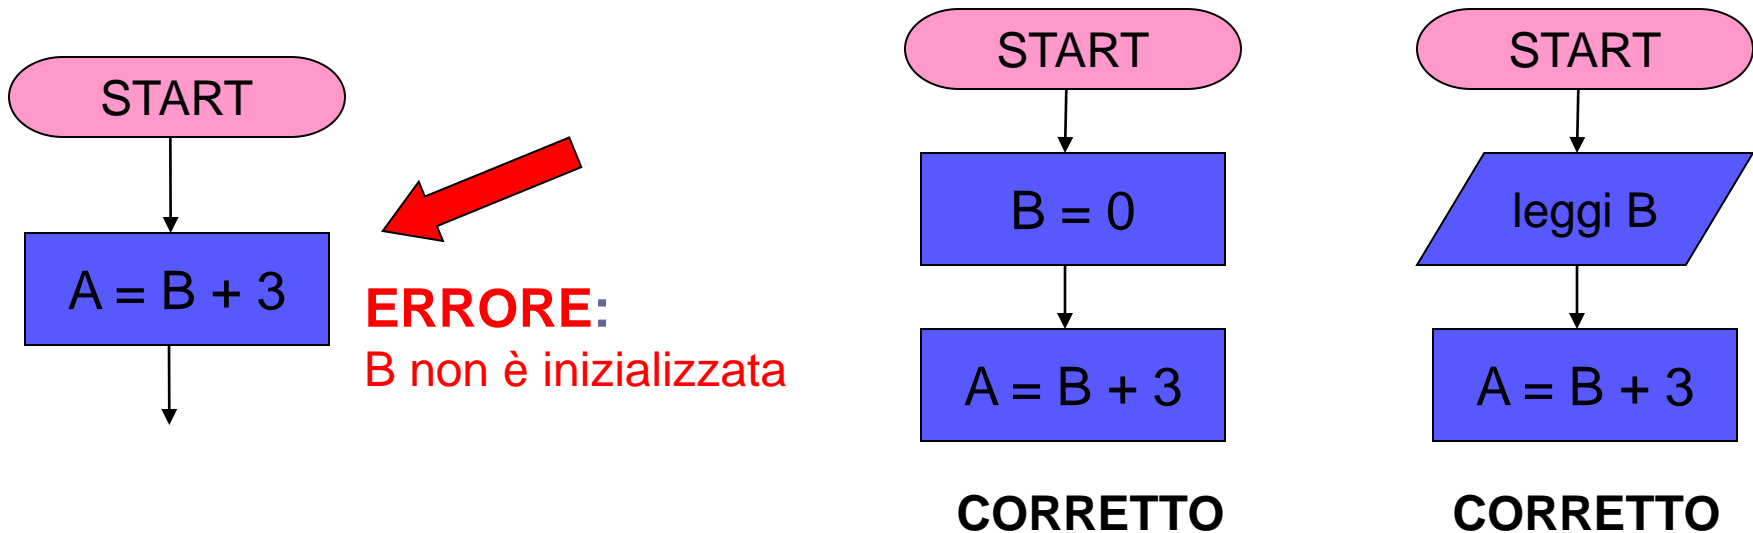 START
A = B + 3
ERRORE:
B non è inizializzata
START
B = 0
A = B + 3
CORRETTO
START
leggi B
A = B + 3
CORRETTO